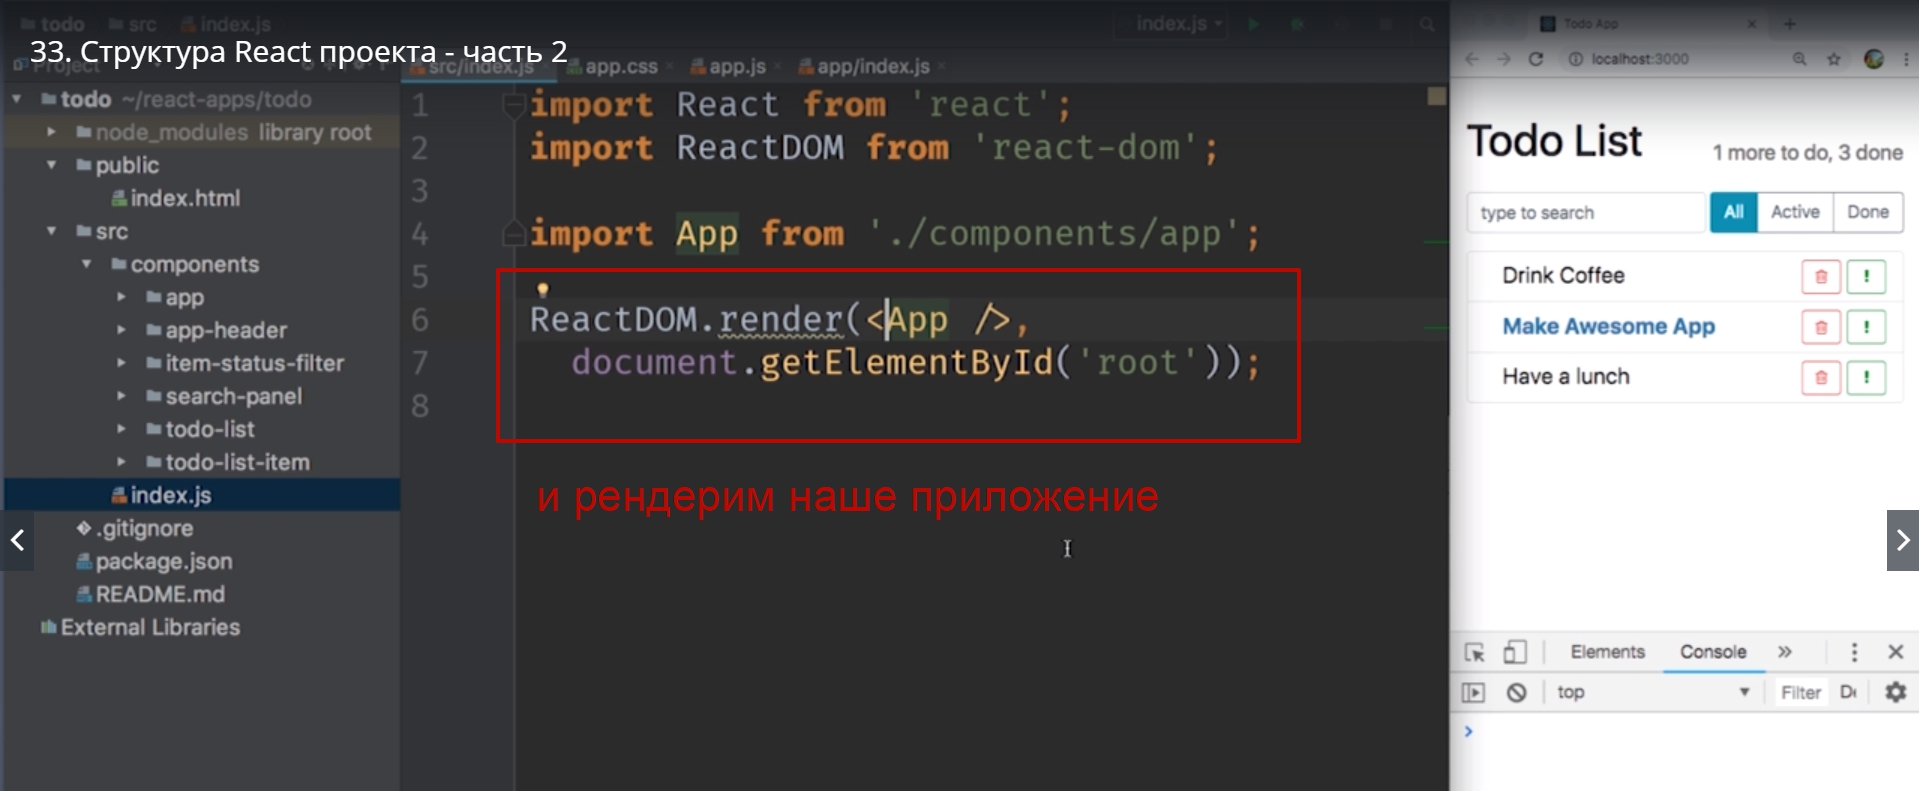 todo src index.js index.js
33. Структура React проекта - часть 2
Project src/index.js app.css app.js app/index.js
todo ~/react-apps/todo
node_modules library root
public
index.html
src
components
app
app-header
item-status-filter
search-panel
todo-list
todo-list-item
index.js
.gitignore
package.json
README.md
External Libraries
1 import React from 'react';
2 import ReactDOM from 'react-dom';
3
4 import App from './components/app';
5
6 ReactDOM.render(<App />,
7 document.getElementById('root'));
8
и рендерим наше приложение
Todo App
localhost:3000
Todo List 1 more to do, 3 done
type to search All Active Done
Drink Coffee !
Make Awesome App !
Have a lunch !
Elements Console »
top Filter